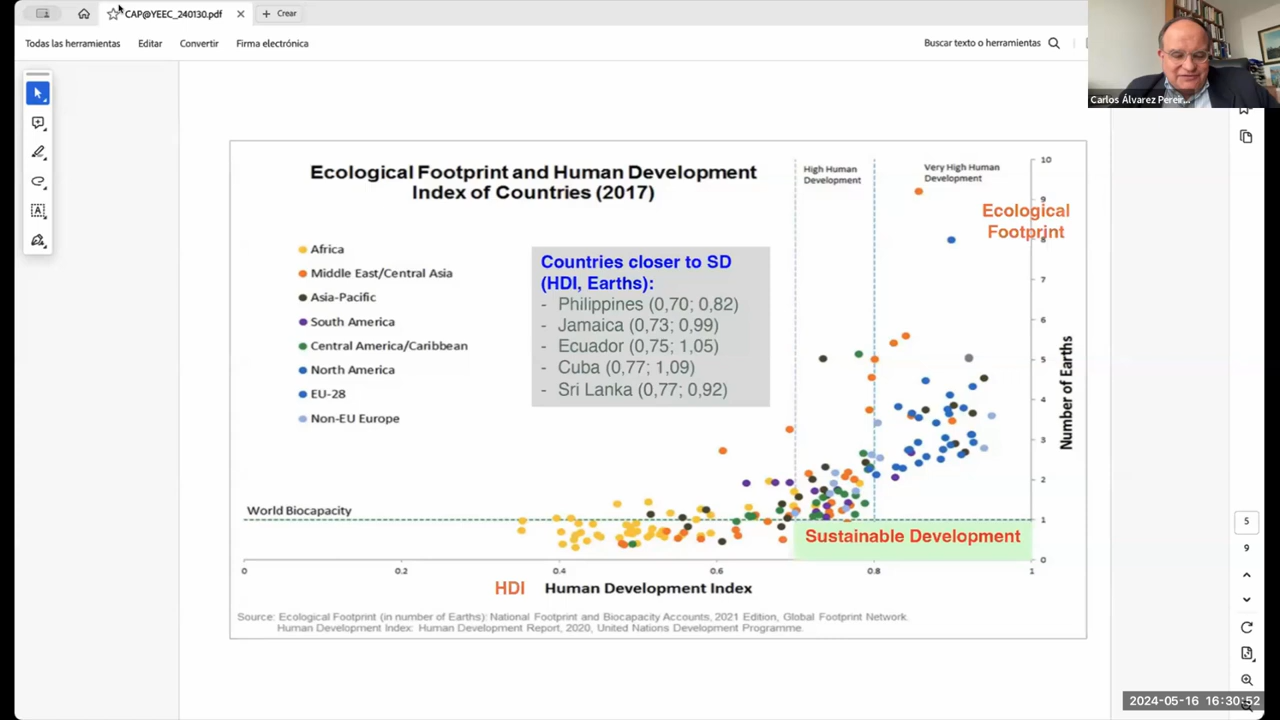 CAP@YEEC_240130.pdf
Crear
Todas las herramientas
Editar
Convertir
Firma electrónica
Buscar texto o herramientas
Carlos Álvarez Pereir...
Ecological Footprint and Human Development
Index of Countries (2017)
High Human
Development
Very High Human
Development
10
9
8
7
6
5
4
3
2
1
0
Ecological
Footprint
Number of Earths
Africa
Middle East/Central Asia
Asia-Pacific
South America
Central America/Caribbean
North America
EU-28
Non-EU Europe
Countries closer to SD
(HDI, Earths):
- Philippines (0,70; 0,82)
- Jamaica (0,73; 0,99)
- Ecuador (0,75; 1,05)
- Cuba (0,77; 1,09)
- Sri Lanka (0,77; 0,92)
World Biocapacity
Sustainable Development
0
0.2
0.4
0.6
0.8
1
HDI
Human Development Index
Source: Ecological Footprint (in number of Earths): National Footprint and Biocapacity Accounts, 2021 Edition, Global Footprint Network.
Human Development Index: Human Development Report, 2020, United Nations Development Programme.
5
9
2024-05-16 16:30:52